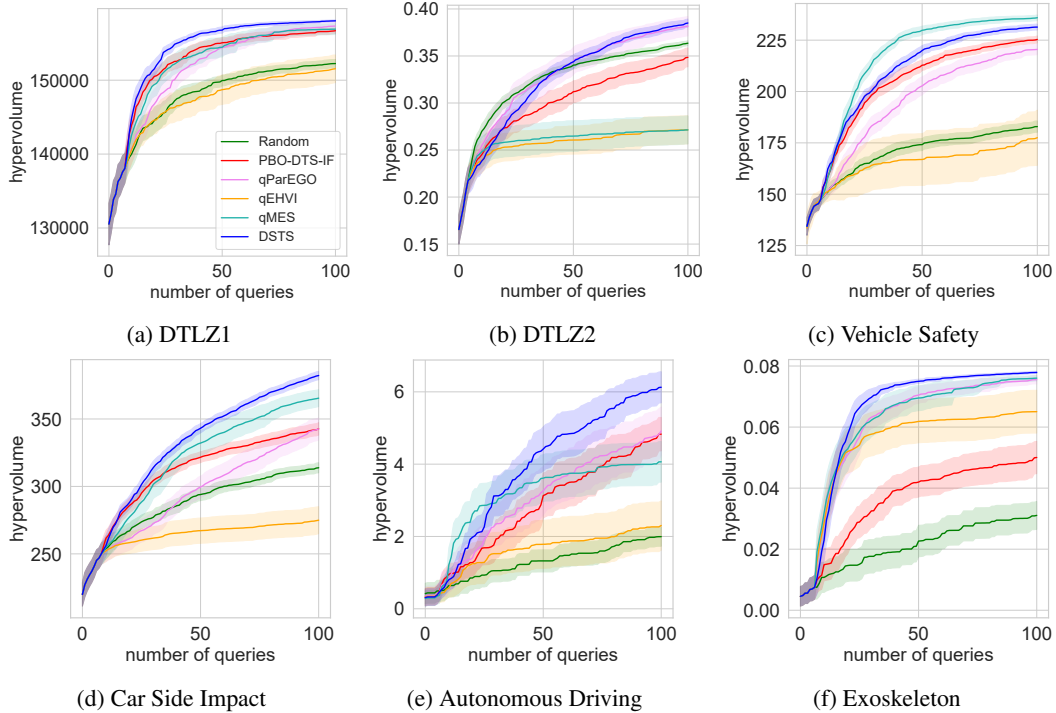 150000
140000
130000
hypervolume
0 50 100
number of queries
Random
PBO-DTS-IF
qParEGO
qEHVI
qMES
DSTS
(a) DTLZ1
0.40
0.35
0.30
0.25
0.20
0.15
hypervolume
0 50 100
number of queries
(b) DTLZ2
225
200
175
150
125
hypervolume
0 50 100
number of queries
(c) Vehicle Safety
350
300
250
hypervolume
0 50 100
number of queries
(d) Car Side Impact
6
4
2
0
hypervolume
0 50 100
number of queries
(e) Autonomous Driving
0.08
0.06
0.04
0.02
0.00
hypervolume
0 50 100
number of queries
(f) Exoskeleton